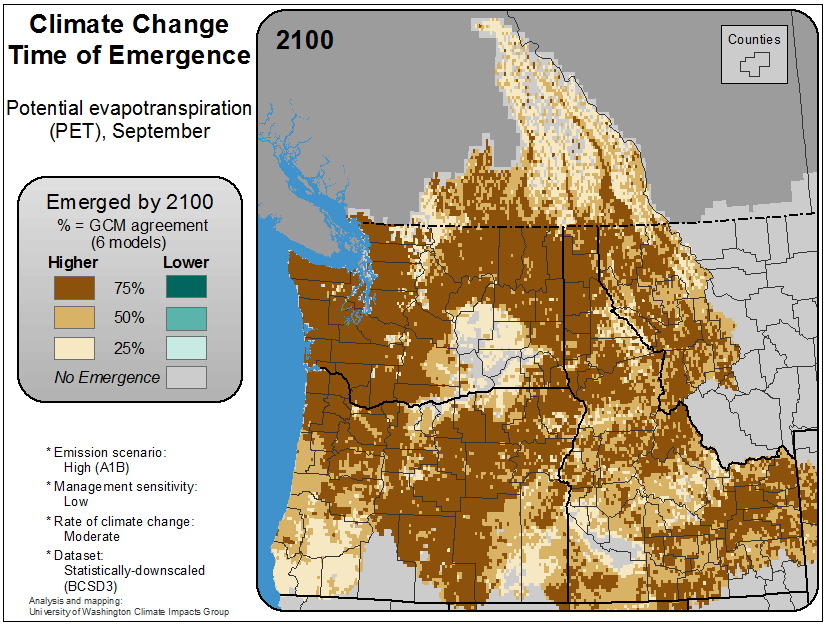 Climate Change
Time of Emergence
Potential evapotranspiration
(PET), September
Emerged by 2100
% = GCM agreement
(6 models)
Higher Lower
75%
50%
25%
No Emergence
* Emission scenario:
High (A1B)
* Management sensitivity:
Low
* Rate of climate change:
Moderate
* Dataset:
Statistically-downscaled
(BCSD3)
Analysis and mapping:
University of Washington Climate Impacts Group
2100
Counties